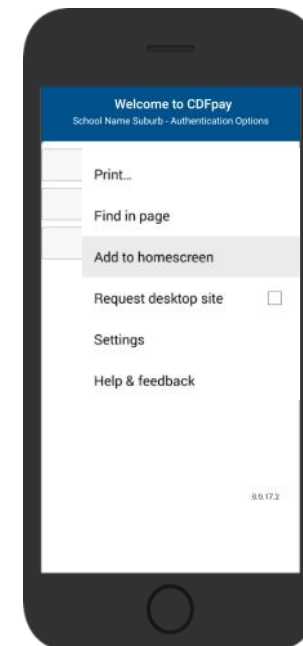 Welcome to CDFpay
School Name Suburb - Authentication Options
Print...
Find in page
Add to homescreen
Request desktop site
Settings
Help & feedback
8.9.17.2